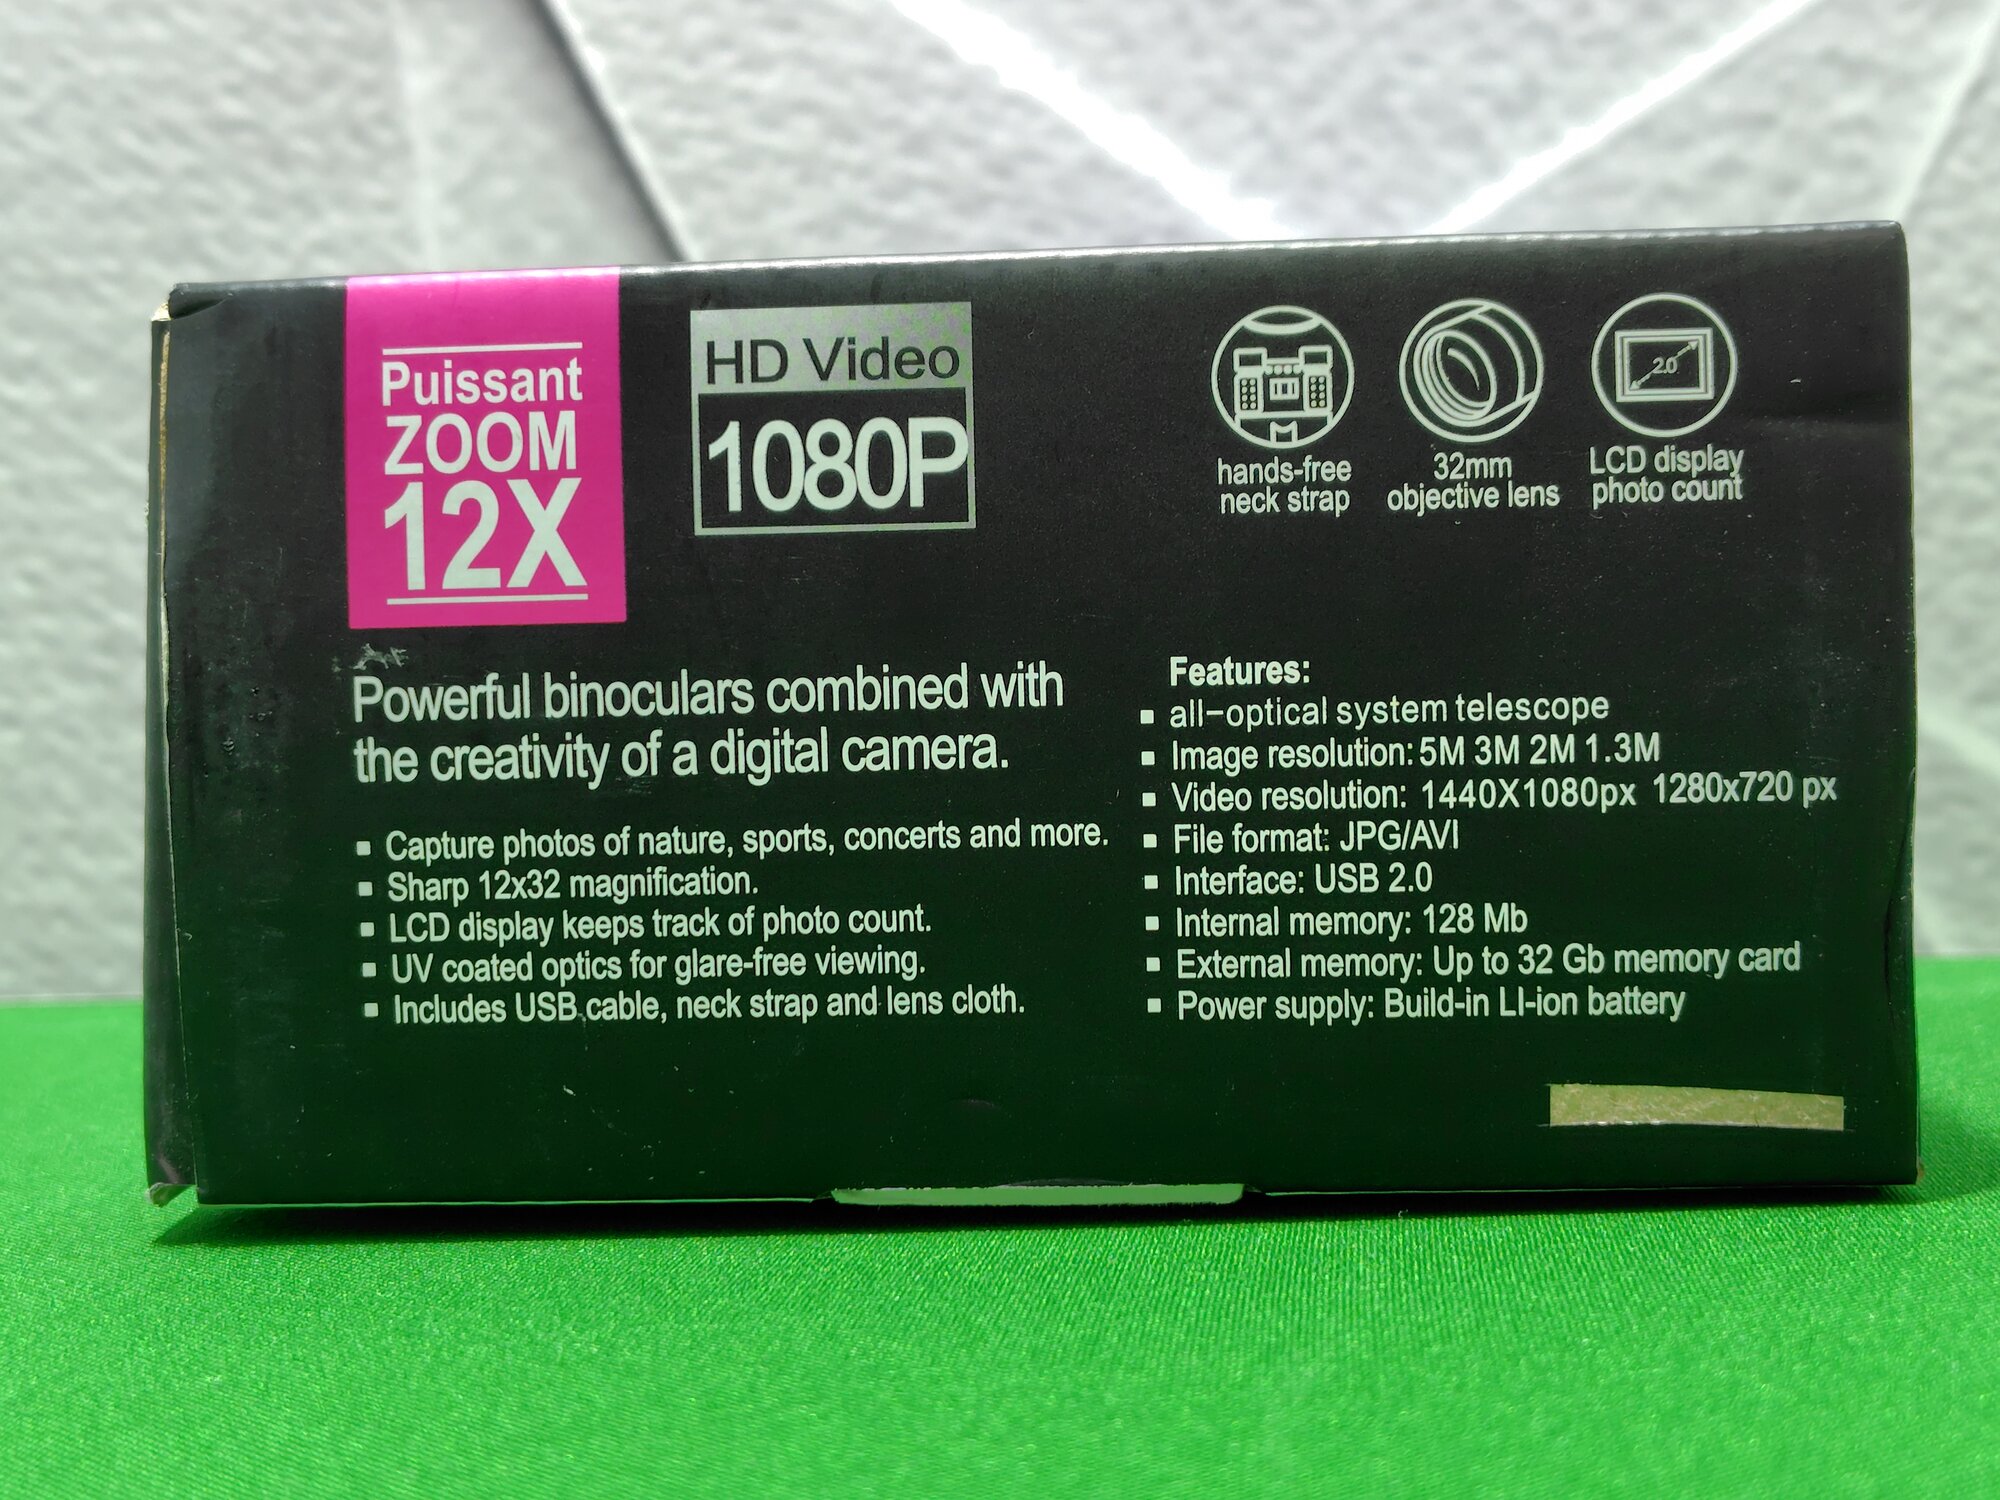 Puissant
ZOOM
12X
HD Video
1080P
hands-free
neck strap
32mm
objective lens
2.0
LCD display
photo count
Powerful binoculars combined with
the creativity of a digital camera.
▪ Capture photos of nature, sports, concerts and more.
▪ Sharp 12x32 magnification.
▪ LCD display keeps track of photo count.
▪ UV coated optics for glare-free viewing.
▪ Includes USB cable, neck strap and lens cloth.
Features:
▪ all-optical system telescope
▪ Image resolution: 5M 3M 2M 1.3M
▪ Video resolution: 1440X1080px 1280x720 px
▪ File format: JPG/AVI
▪ Interface: USB 2.0
▪ Internal memory: 128 Mb
▪ External memory: Up to 32 Gb memory card
▪ Power supply: Build-in LI-ion battery